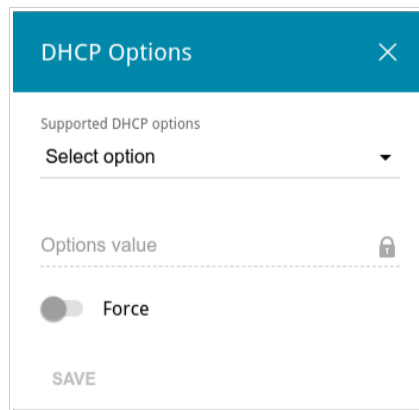 DHCP Options
Supported DHCP options
Select option
Options value
Force
SAVE